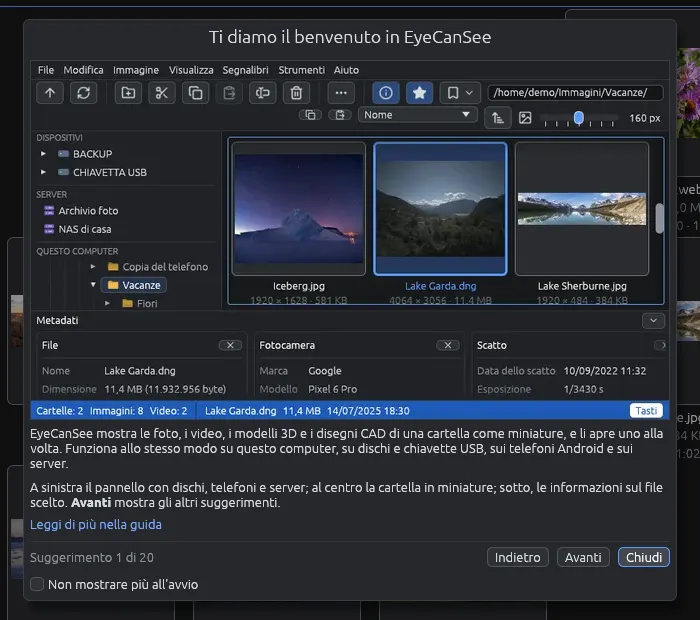 Ti diamo il benvenuto in EyeCanSee
File Modifica Immagine Visualizza Segnalibri Strumenti Aiuto
/home/demo/Immagini/Vacanze/
Nome
160 px
DISPOSITIVI
BACKUP
CHIAVETTA USB
SERVER
Archivio foto
NAS di casa
QUESTO COMPUTER
Copia del telefono
Vacanze
Fiori
Iceberg.jpg
1920 × 1628 - 581 KB
Lake Garda.dng
4064 × 3056 - 11,4 MB
Lake Sherburne.jpg
1920 × 484 - 384 KB
Metadati
File
Nome Lake Garda.dng
Dimensione 11,4 MB (11.932.956 byte)
Fotocamera
Marca Google
Modello Pixel 6 Pro
Scatto
Data dello scatto 10/09/2022 11:32
Esposizione 1/3430 s
Cartelle: 2 Immagini: 8 Video: 2 Lake Garda.dng 11,4 MB 14/07/2025 18:30
Tasti
EyeCanSee mostra le foto, i video, i modelli 3D e i disegni CAD di una cartella come miniature, e li apre uno alla
volta. Funziona allo stesso modo su questo computer, su dischi e chiavette USB, sui telefoni Android e sui
server.
A sinistra il pannello con dischi, telefoni e server; al centro la cartella in miniature; sotto, le informazioni sul file
scelto. Avanti mostra gli altri suggerimenti.
Leggi di più nella guida
Suggerimento 1 di 20
Indietro
Avanti
Chiudi
Non mostrare più all'avvio